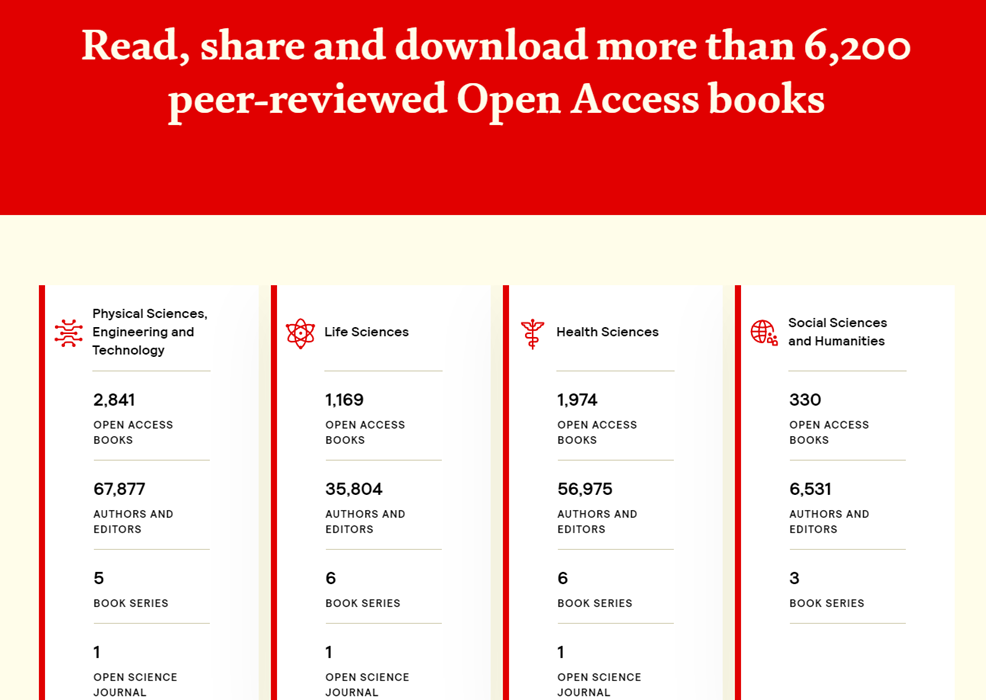 Read, share and download more than 6,200
peer-reviewed Open Access books
Physical Sciences,
Engineering and
Technology
2,841
OPEN ACCESS
BOOKS
67,877
AUTHORS AND
EDITORS
5
BOOK SERIES
1
OPEN SCIENCE
JOURNAL
Life Sciences
1,169
OPEN ACCESS
BOOKS
35,804
AUTHORS AND
EDITORS
6
BOOK SERIES
1
OPEN SCIENCE
JOURNAL
Health Sciences
1,974
OPEN ACCESS
BOOKS
56,975
AUTHORS AND
EDITORS
6
BOOK SERIES
1
OPEN SCIENCE
JOURNAL
Social Sciences
and Humanities
330
OPEN ACCESS
BOOKS
6,531
AUTHORS AND
EDITORS
3
BOOK SERIES